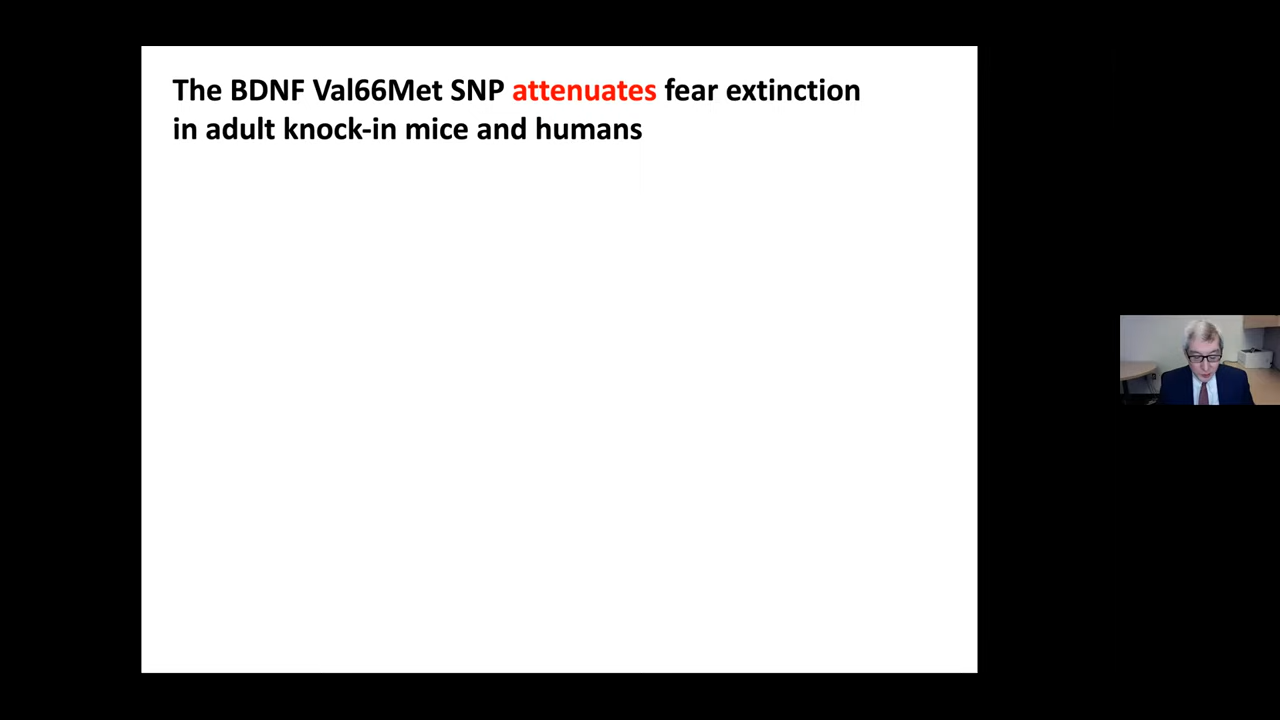 The BDNF Val66Met SNP attenuates fear extinction
in adult knock-in mice and humans